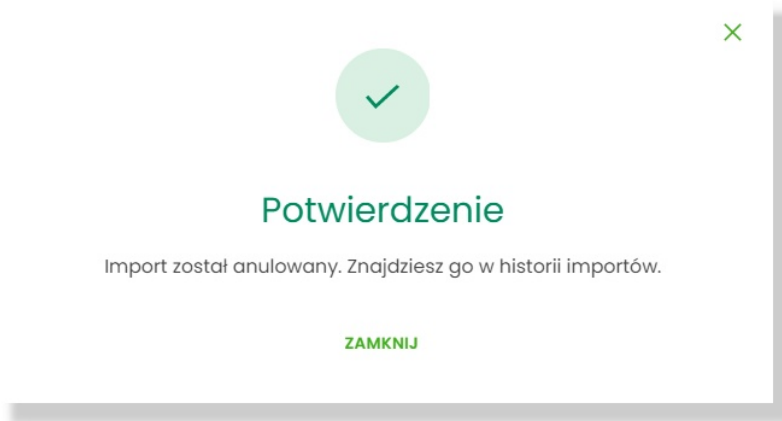 Potwierdzenie
Import został anulowany. Znajdziesz go w historii importów.
ZAMKNIJ